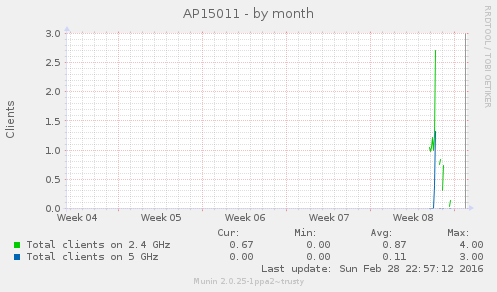 AP15011 - by month
RRDTOOL / TOBI OETIKER
Clients
3.0
2.5
2.0
1.5
1.0
0.5
0.0
Week 04 Week 05 Week 06 Week 07 Week 08
Cur: Min: Avg: Max:
Total clients on 2.4 GHz 0.67 0.00 0.87 4.00
Total clients on 5 GHz 0.00 0.00 0.11 3.00
Last update: Sun Feb 28 22:57:12 2016
Munin 2.0.25-1ppa2~trusty